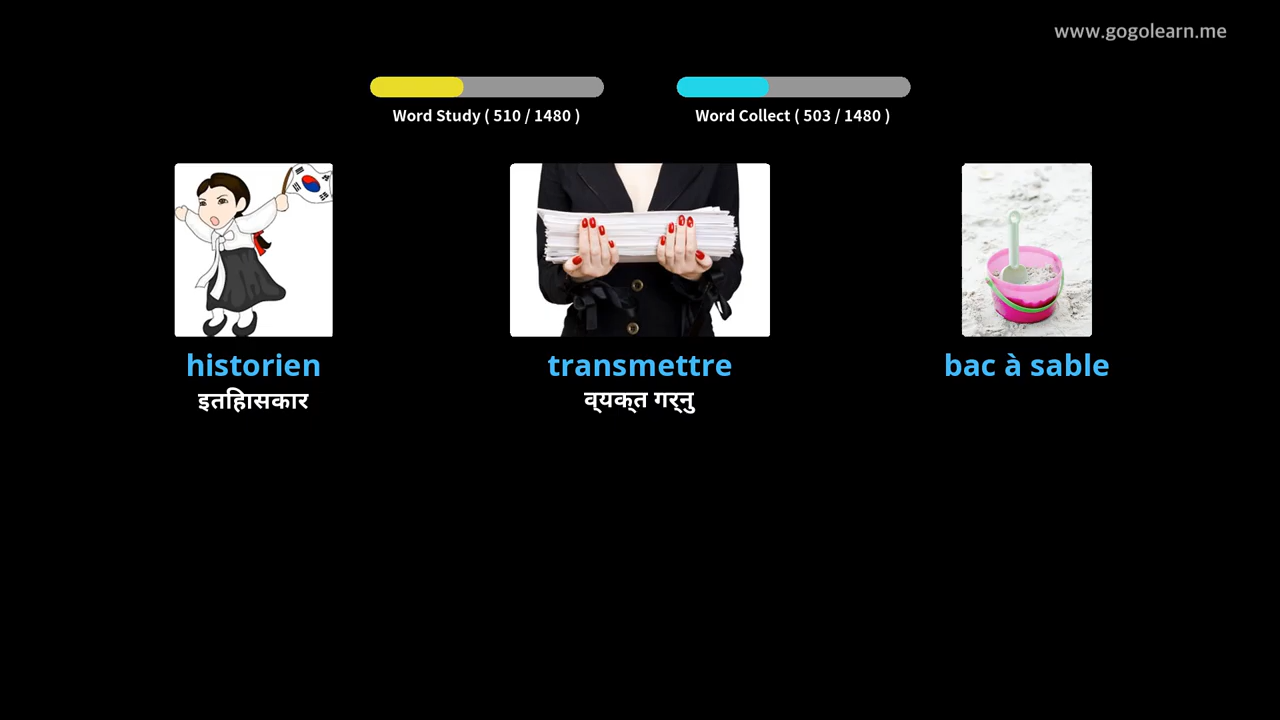 www.gogolearn.me
Word Study ( 510 / 1480 )
Word Collect ( 503 / 1480 )
historien
transmettre
bac à sable
इतिहासकार
व्यक्त गर्नु